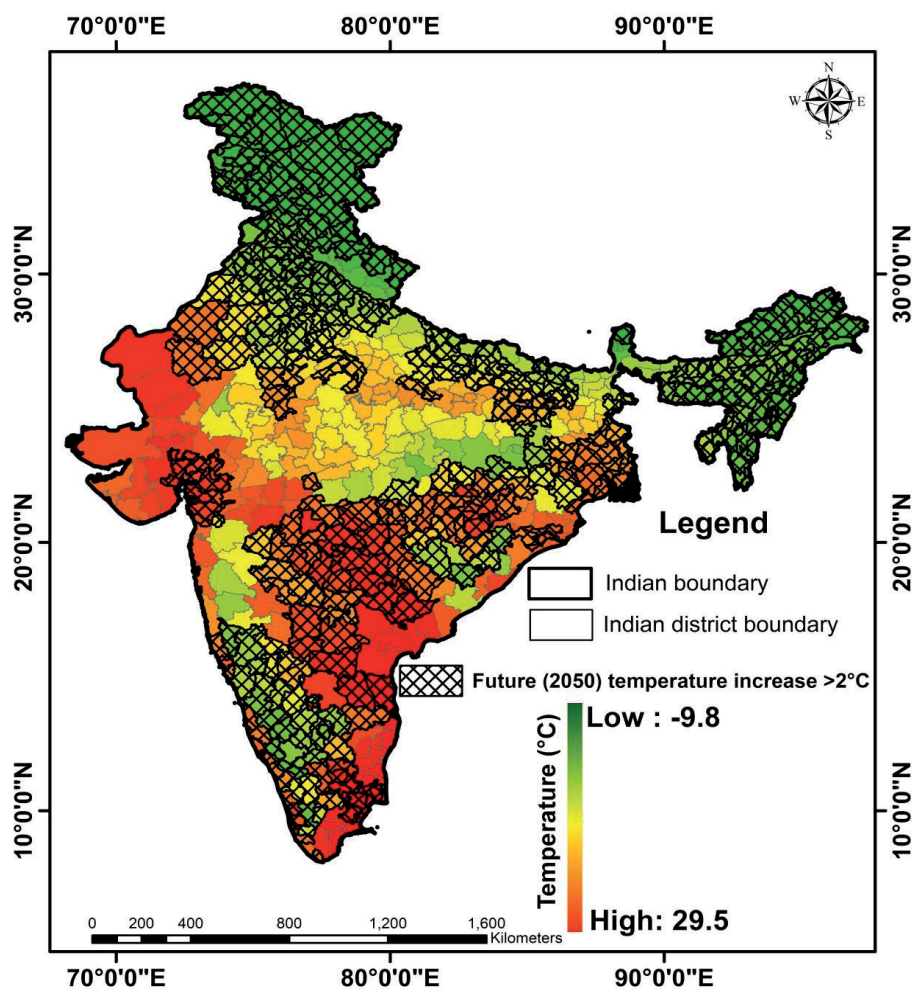 70°0'0"E 80°0'0"E 90°0'0"E
N
W E
S
30°0'0"N 30°0'0"N
20°0'0"N 20°0'0"N
10°0'0"N 10°0'0"N
Legend
Indian boundary
Indian district boundary
Future (2050) temperature increase >2°C
Temperature (°C)
Low : -9.8
High: 29.5
0 200 400 800 1,200 1,600
Kilometers
70°0'0"E 80°0'0"E 90°0'0"E